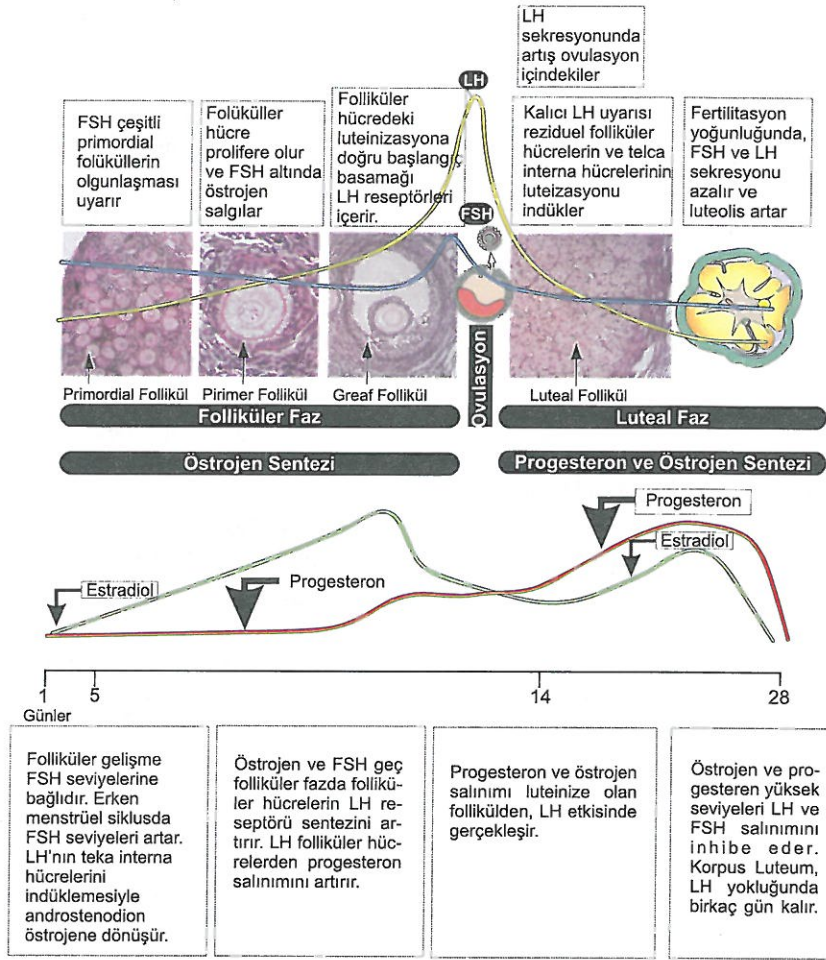 LH
sekresyonunda
artış ovulasyon
içindekiler
LH
FSH çeşitli
primordial
folüküllerin
olgunlaşması
uyarır
Folüküller
hücre
prolifere olur
ve FSH altında
östrojen
salgılar
Folliküler
hücredeki
luteinizasyona
doğru başlangıç
basamağı
LH reseptörleri
içerir.
Kalıcı LH uyarısı
reziduel folliküler
hücrelerin ve telca
interna hücrelerinin
luteizasyonu
indükler
Fertilitasyon
yoğunluğunda,
FSH ve LH
sekresyonu
azalır ve
luteolis artar
FSH
Primordial Follikül
Pirimer Follikül
Greaf Follikül
Ovulasyon
Luteal Follikül
Folliküler Faz
Luteal Faz
Östrojen Sentezi
Progesteron ve Östrojen Sentezi
Progesteron
Estradiol
Estradiol
Progesteron
1
5
14
28
Günler
Folliküler gelişme
FSH seviyelerine
bağlıdır. Erken
menstrüel siklusda
FSH seviyeleri artar.
LH'nın teka interna
hücrelerini
indüklemesiyle
androstenodion
östrojene dönüşür.
Östrojen ve FSH geç
folliküler fazda follikü-
ler hücrelerin LH re-
septörü sentezini ar-
tırır. LH folliküler hüc-
relerden progesteron
salınımını artırır.
Progesteron ve östrojen
salınımı luteinize olan
follikülden, LH etkisinde
gerçekleşir.
Östrojen ve pro-
gesteren yüksek
seviyeleri LH ve
FSH salınımını
inhibe eder.
Korpus Luteum,
LH yokluğunda
birkaç gün kalır.